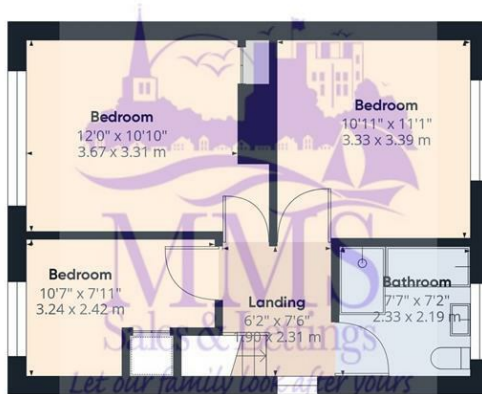 Bedroom
12'0" x 10'10"
3.67 x 3.31 m
Bedroom
10'11" x 11'1"
3.33 x 3.39 m
Bedroom
10'7" x 7'11"
3.24 x 2.42 m
Landing
6'2" x 7'6"
1.90 x 2.31 m
Bathroom
7'7" x 7'2"
2.33 x 2.19 m
MMS
Sales & Lettings
Let our family look after yours